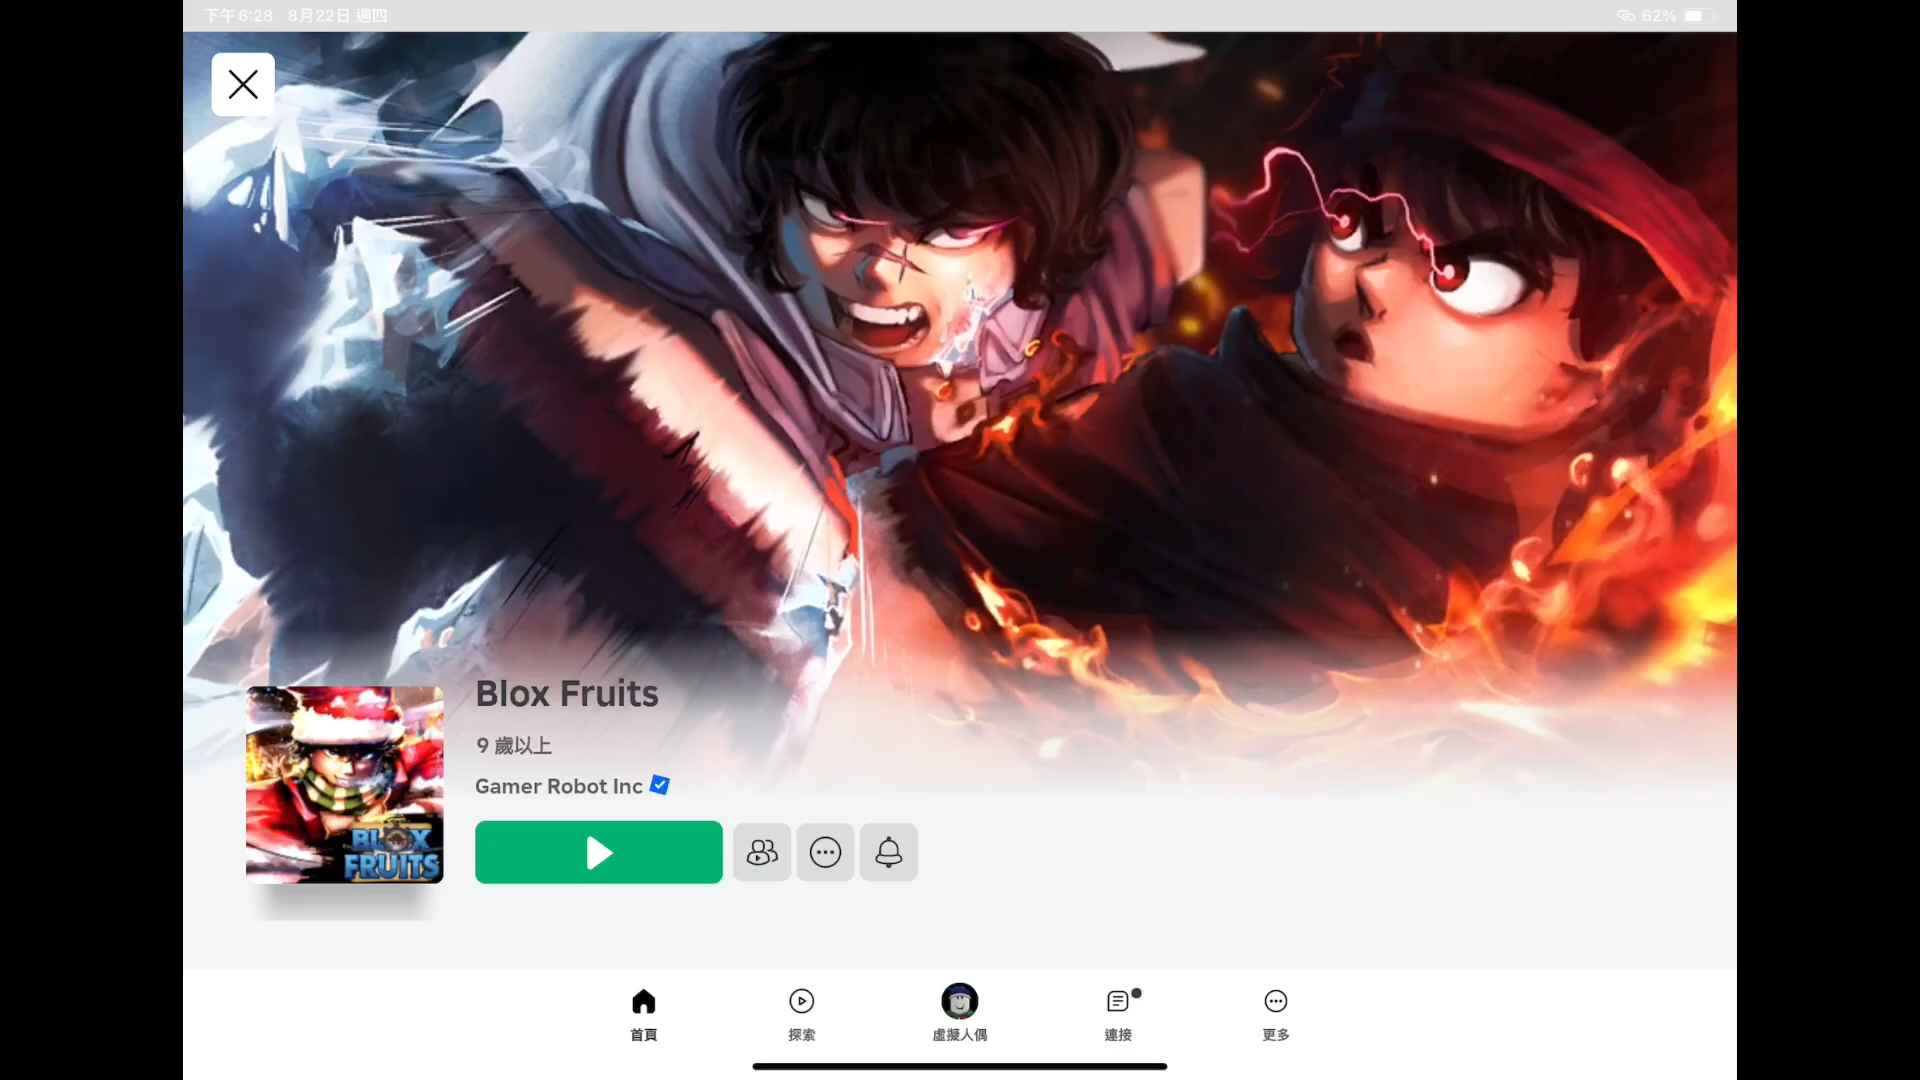 下午6:28 8月22日 週四
62%
Blox Fruits
9 歲以上
Gamer Robot Inc
BLOX
FRUITS
首頁
探索
虛擬人偶
連接
更多